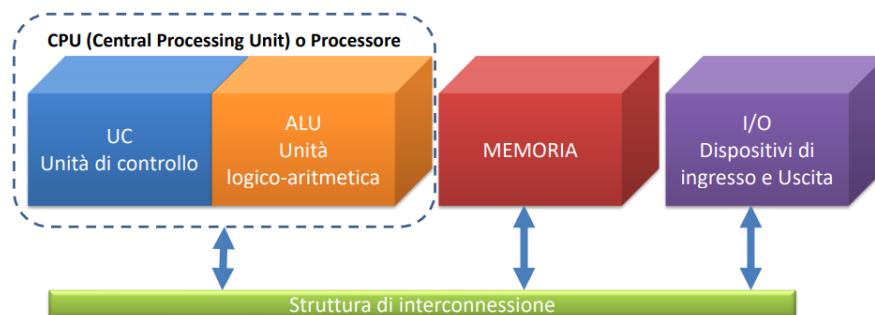 CPU (Central Processing Unit) o Processore
UC
Unità di controllo
ALU
Unità
logico-aritmetica
MEMORIA
I/O
Dispositivi di
ingresso e Uscita
Struttura di interconnessione